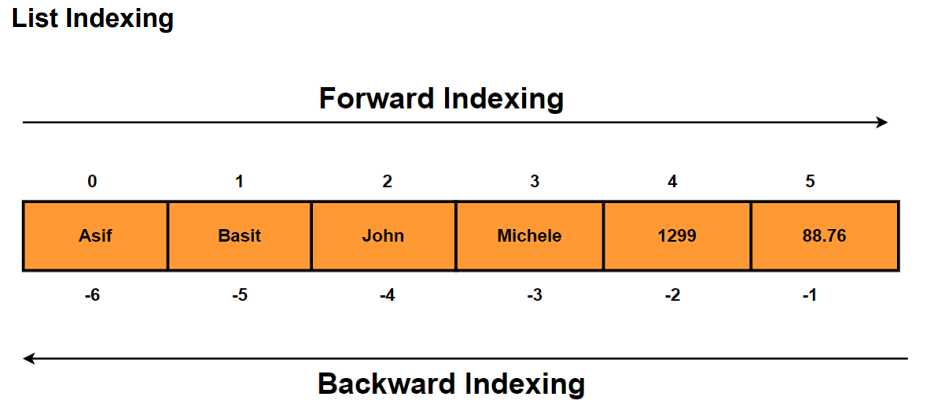 List Indexing
Forward Indexing
0 1 2 3 4 5
Asif Basit John Michele 1299 88.76
-6 -5 -4 -3 -2 -1
Backward Indexing